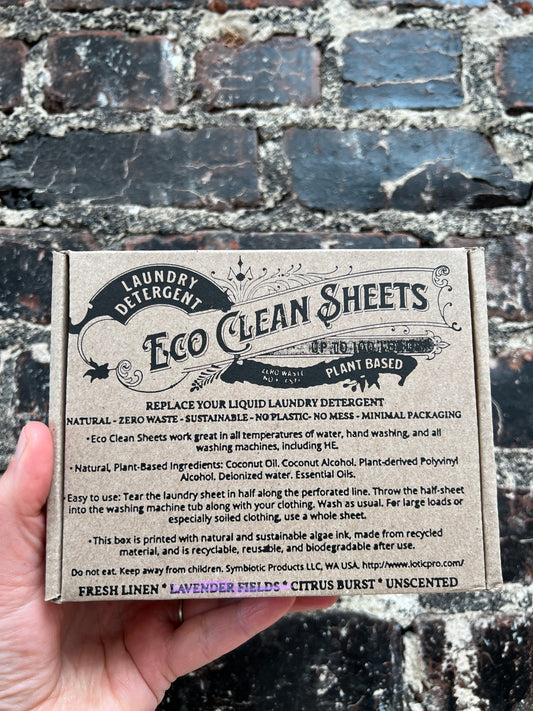 LAUNDRY
DETERGENT
ECO CLEAN SHEETS
UP TO 100
ZERO WASTE
PLANT BASED
REPLACE YOUR LIQUID LAUNDRY DETERGENT
NATURAL - ZERO WASTE - SUSTAINABLE - NO PLASTIC- NO MESS - MINIMAL PACKAGING
•Eco Clean Sheets work great in all temperatures of water, hand washing, and all
washing machines, including HE.
•Natural, Plant-Based Ingredients: Coconut Oil. Coconut Alcohol. Plant-derived Polyvinyl
Alcohol. Deionized water. Essential Oils.
•Easy to use: Tear the laundry sheet in half along the perforated line. Throw the half-sheet
into the washing machine tub along with your clothing. Wash as usual. For large loads or
especially soiled clothing, use a whole sheet.
•This box is printed with natural and sustainable algae ink, made from recycled
material, and is recyclable, reusable, and biodegradable after use.
Do not eat. Keep away from children. Symbiotic Products LLC, WA USA. http://www.loticpro.com/
FRESH LINEN * LAVENDER FIELDS * CITRUS BURST * UNSCENTED